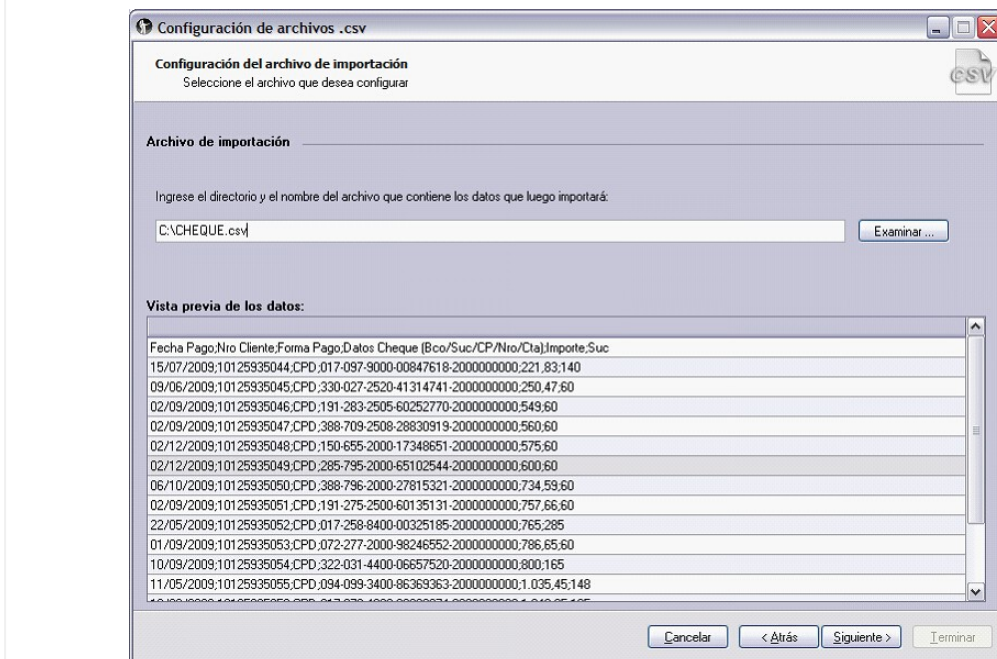 Configuración de archivos .csv
Configuración del archivo de importación
Seleccione el archivo que desea configurar
CSV
Archivo de importación
Ingrese el directorio y el nombre del archivo que contiene los datos que luego importará:
C:\CHEQUE.csv
Examinar ...
Vista previa de los datos:
Fecha Pago;Nro Cliente;Forma Pago;Datos Cheque (Bco/Suc/CP/Nro/Cta);Importe;Suc
15/07/2009;10125935044;CPD;017-097-9000-00847618-2000000000;221,83;140
09/06/2009;10125935045;CPD;330-027-2520-41314741-2000000000;250,47;60
02/09/2009;10125935046;CPD;191-283-2505-60252770-2000000000;549;60
02/09/2009;10125935047;CPD;388-709-2508-28830919-2000000000;560;60
02/12/2009;10125935048;CPD;150-655-2000-17348651-2000000000;575;60
02/12/2009;10125935049;CPD;285-795-2000-65102544-2000000000;600;60
06/10/2009;10125935050;CPD;388-796-2000-27815321-2000000000;734,59;60
02/09/2009;10125935051;CPD;191-275-2500-60135131-2000000000;757,66;60
22/05/2009;10125935052;CPD;017-258-8400-00325185-2000000000;765;285
01/09/2009;10125935053;CPD;072-277-2000-98246552-2000000000;786,65;60
10/09/2009;10125935054;CPD;322-031-4400-06657520-2000000000;800;165
11/05/2009;10125935055;CPD;094-099-3400-86369363-2000000000;1.035,45;148
Cancelar
< Atrás
Siguiente >
Terminar